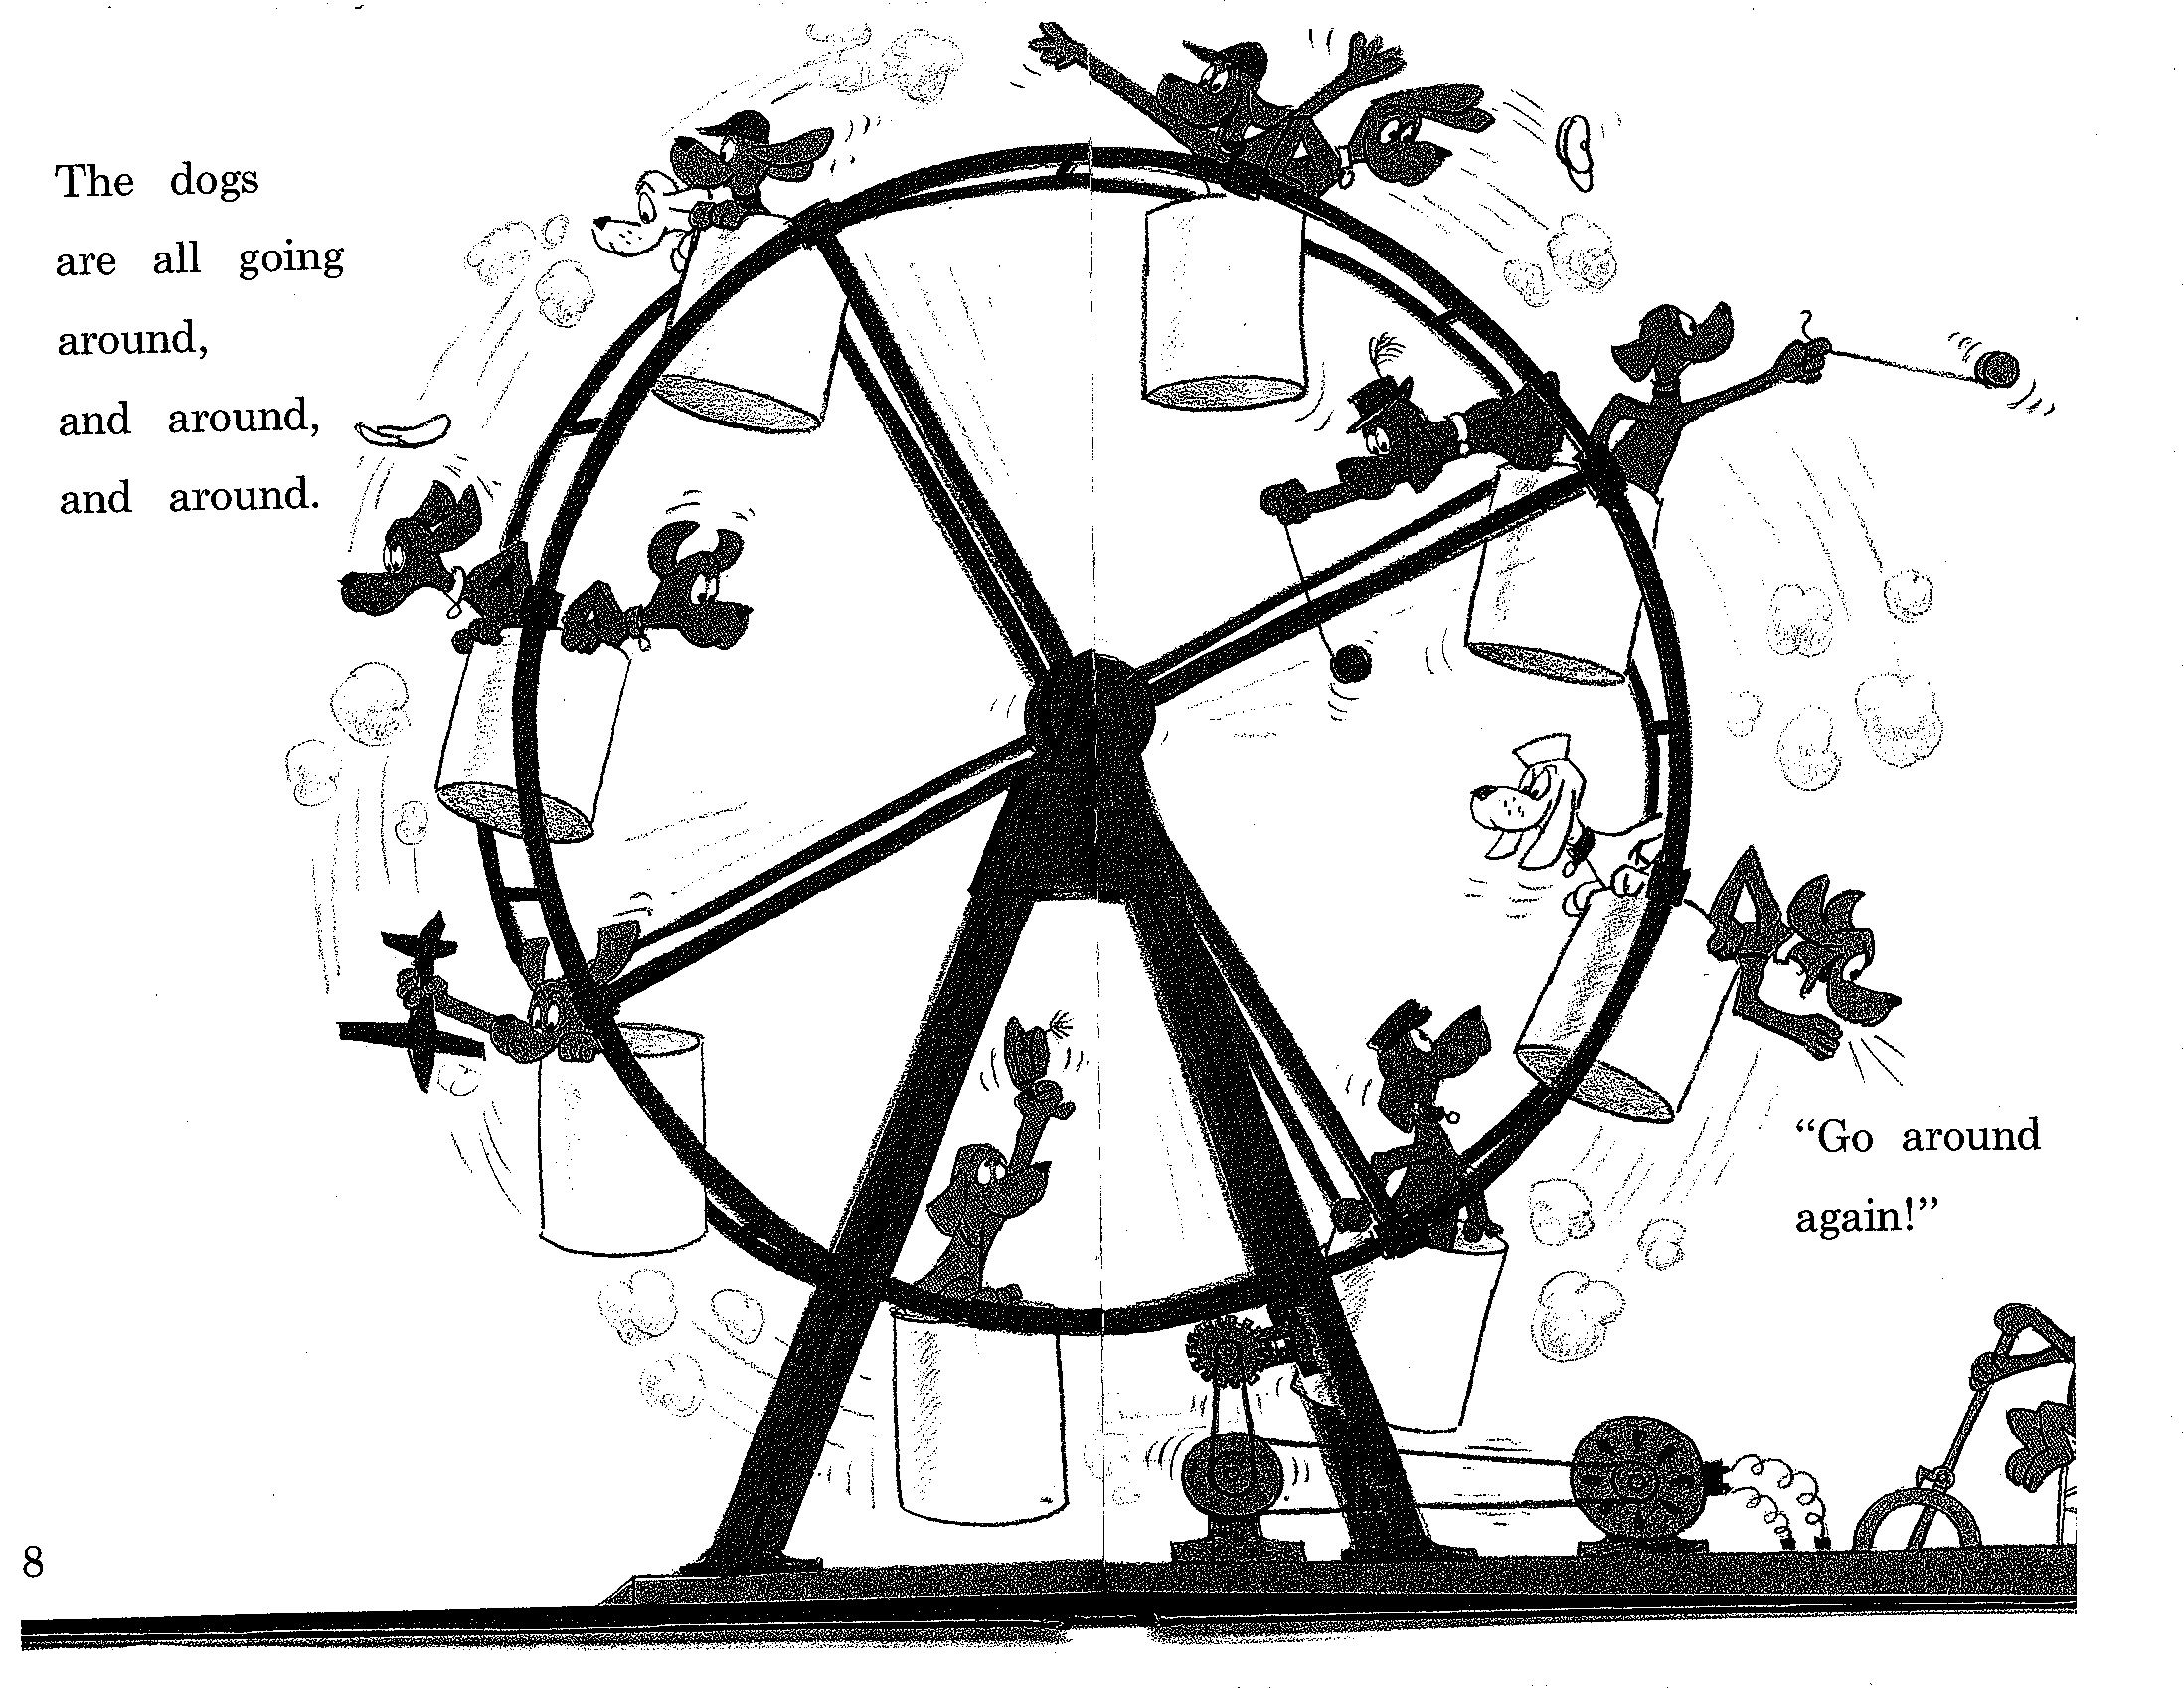 The dogs
are all going
around,
and around,
and around.
"Go around
again!"
8